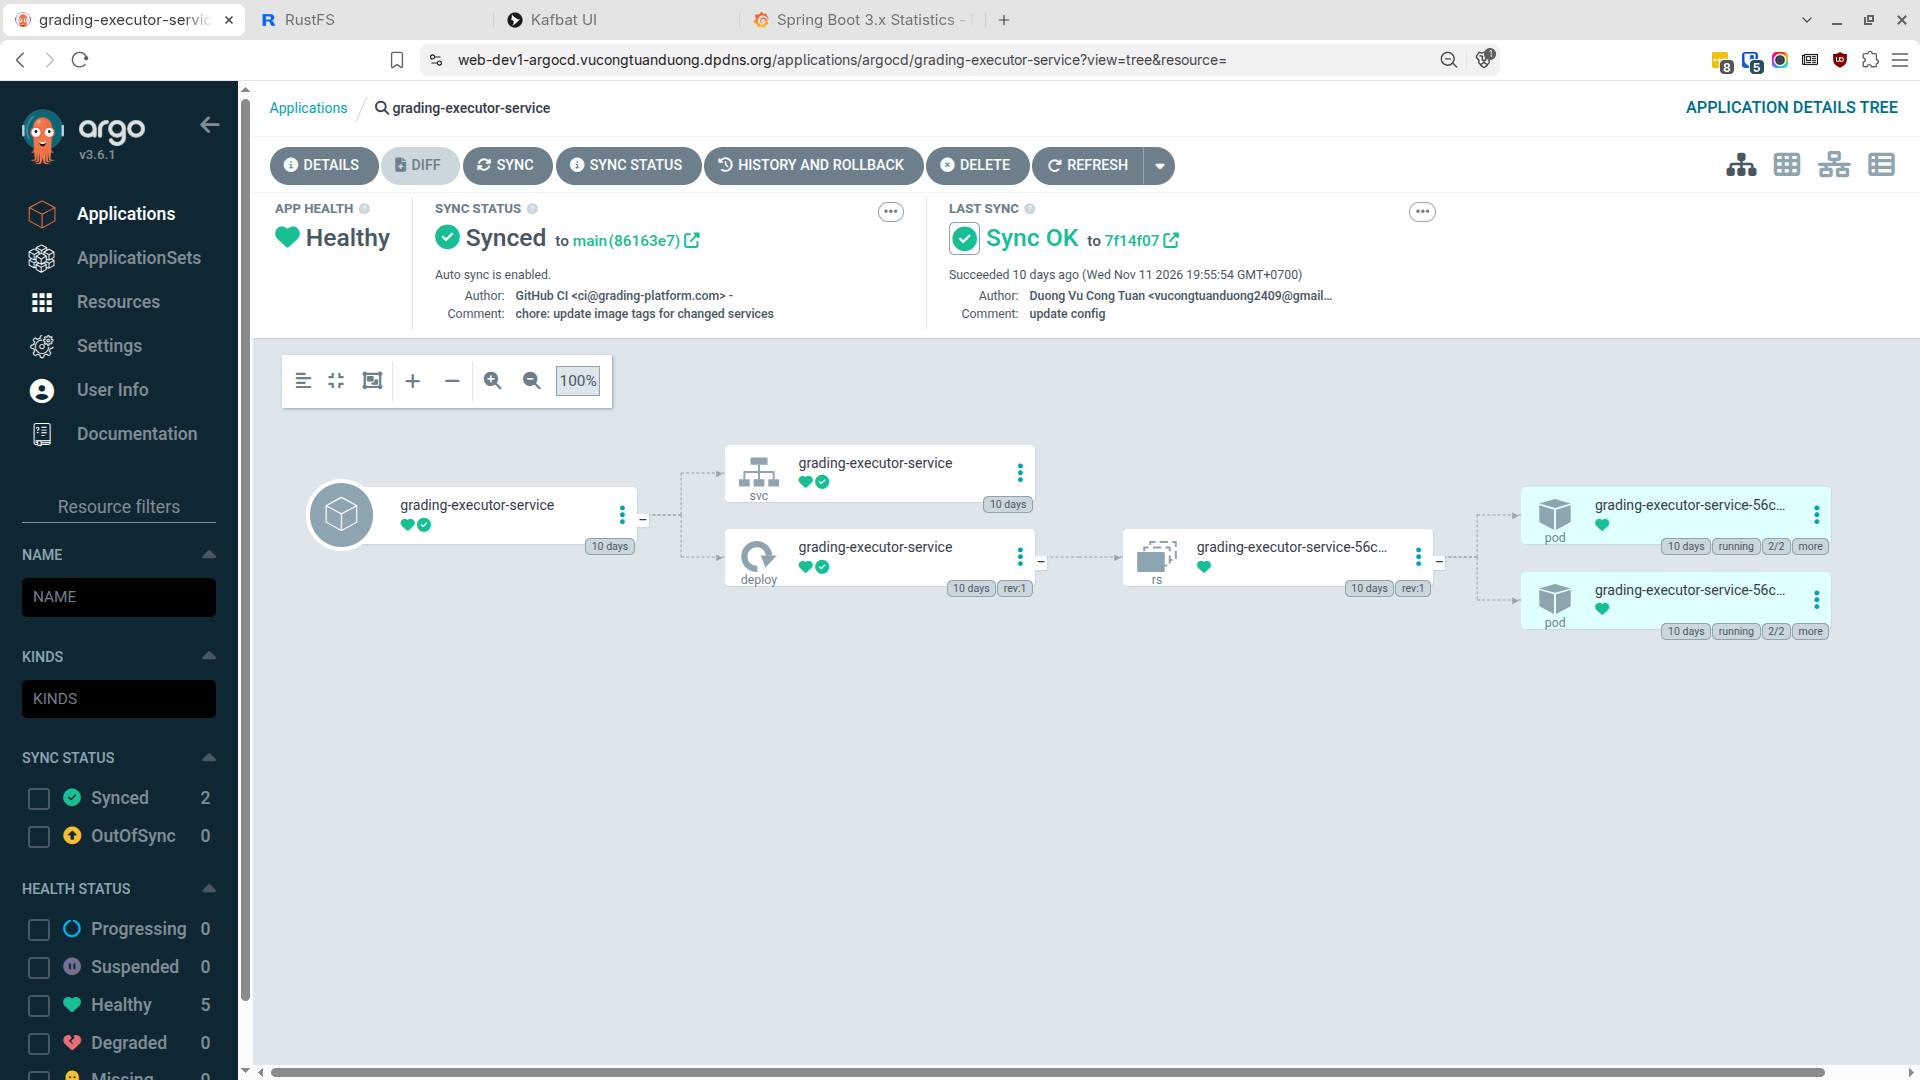 grading-executor-servic
RustFS
Kafbat UI
Spring Boot 3.x Statistics -
web-dev1-argocd.vucongtuanduong.dpdns.org/applications/argocd/grading-executor-service?view=tree&resource=
1
8
5
argo
v3.6.1
Applications
ApplicationSets
Resources
Settings
User Info
Documentation
Resource filters
NAME
NAME
KINDS
KINDS
SYNC STATUS
Synced 2
OutOfSync 0
HEALTH STATUS
Progressing 0
Suspended 0
Healthy 5
Degraded 0
Missing 0
Applications / grading-executor-service
APPLICATION DETAILS TREE
DETAILS DIFF SYNC SYNC STATUS HISTORY AND ROLLBACK DELETE REFRESH
APP HEALTH
Healthy
SYNC STATUS
Synced to main (86163e7)
Auto sync is enabled.
Author: GitHub CI <ci@grading-platform.com> -
Comment: chore: update image tags for changed services
LAST SYNC
Sync OK to 7f14f07
Succeeded 10 days ago (Wed Nov 11 2026 19:55:54 GMT+0700)
Author: Duong Vu Cong Tuan <vucongtuanduong2409@gmail...
Comment: update config
100%
grading-executor-service
10 days
svc
grading-executor-service
10 days
deploy
grading-executor-service
10 days rev:1
rs
grading-executor-service-56c...
10 days rev:1
pod
grading-executor-service-56c...
10 days running 2/2 more
pod
grading-executor-service-56c...
10 days running 2/2 more